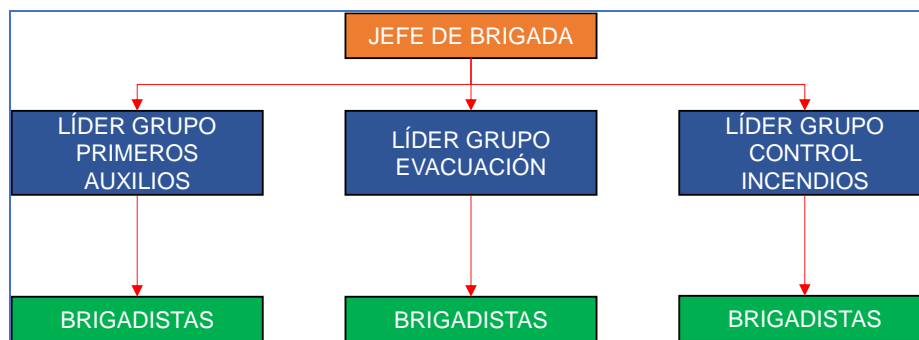 JEFE DE BRIGADA
LÍDER GRUPO
PRIMEROS
AUXILIOS
LÍDER GRUPO
EVACUACIÓN
LÍDER GRUPO
CONTROL
INCENDIOS
BRIGADISTAS
BRIGADISTAS
BRIGADISTAS